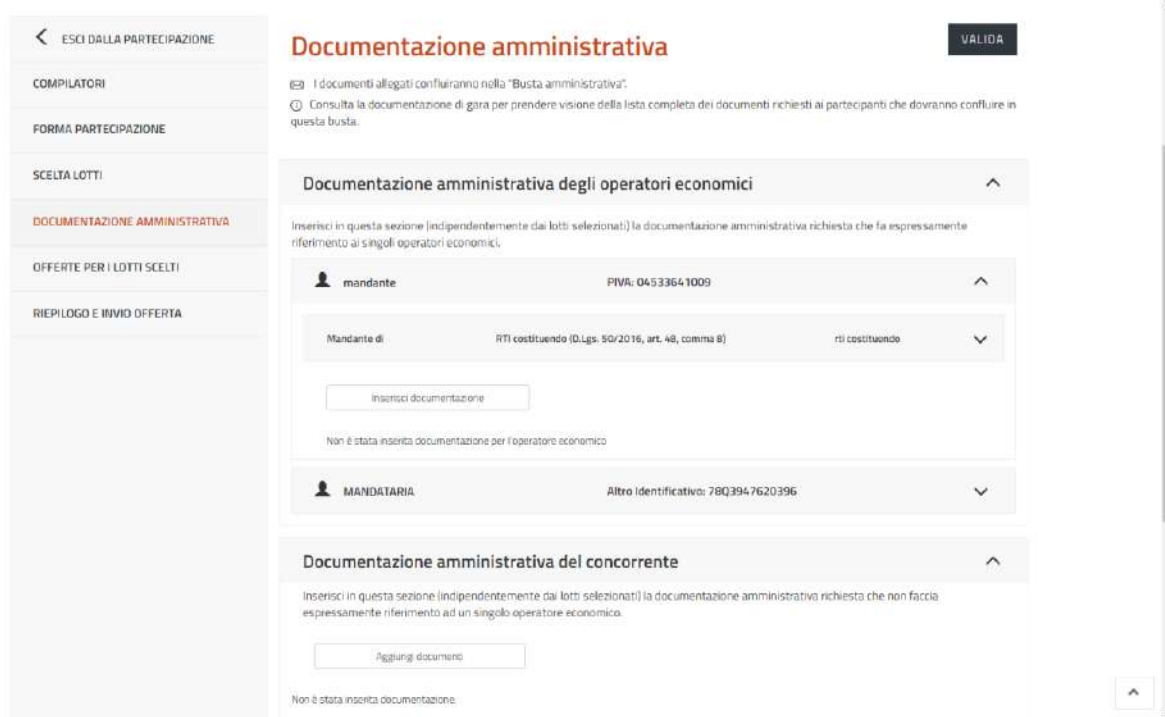 ESCI DALLA PARTECIPAZIONE
COMPILATORI
FORMA PARTECIPAZIONE
SCELTA LOTTI
DOCUMENTAZIONE AMMINISTRATIVA
OFFERTE PER I LOTTI SCELTI
RIEPILOGO E INVIO OFFERTA
Documentazione amministrativa
VALIDA
I documenti allegati confluiranno nella "Busta amministrativa".
Consulta la documentazione di gara per prendere visione della lista completa dei documenti richiesti ai partecipanti che dovranno confluire in
questa busta.
Documentazione amministrativa degli operatori economici
Inserisci in questa sezione (indipendentemente dai lotti selezionati) la documentazione amministrativa richiesta che fa espressamente
riferimento ai singoli operatori economici.
mandante PIVA: 04533641009
Mandante di RTI costituendo (D.Lgs. 50/2016, art. 48, comma 8) rti costituendo
Inserisci documentazione
Non è stata inserita documentazione per l'operatore economico
MANDATARIA Altro Identificativo: 78Q3947620396
Documentazione amministrativa del concorrente
Inserisci in questa sezione (indipendentemente dai lotti selezionati) la documentazione amministrativa richiesta che non faccia
espressamente riferimento ad un singolo operatore economico.
Aggiungi documenti
Non è stata inserita documentazione.